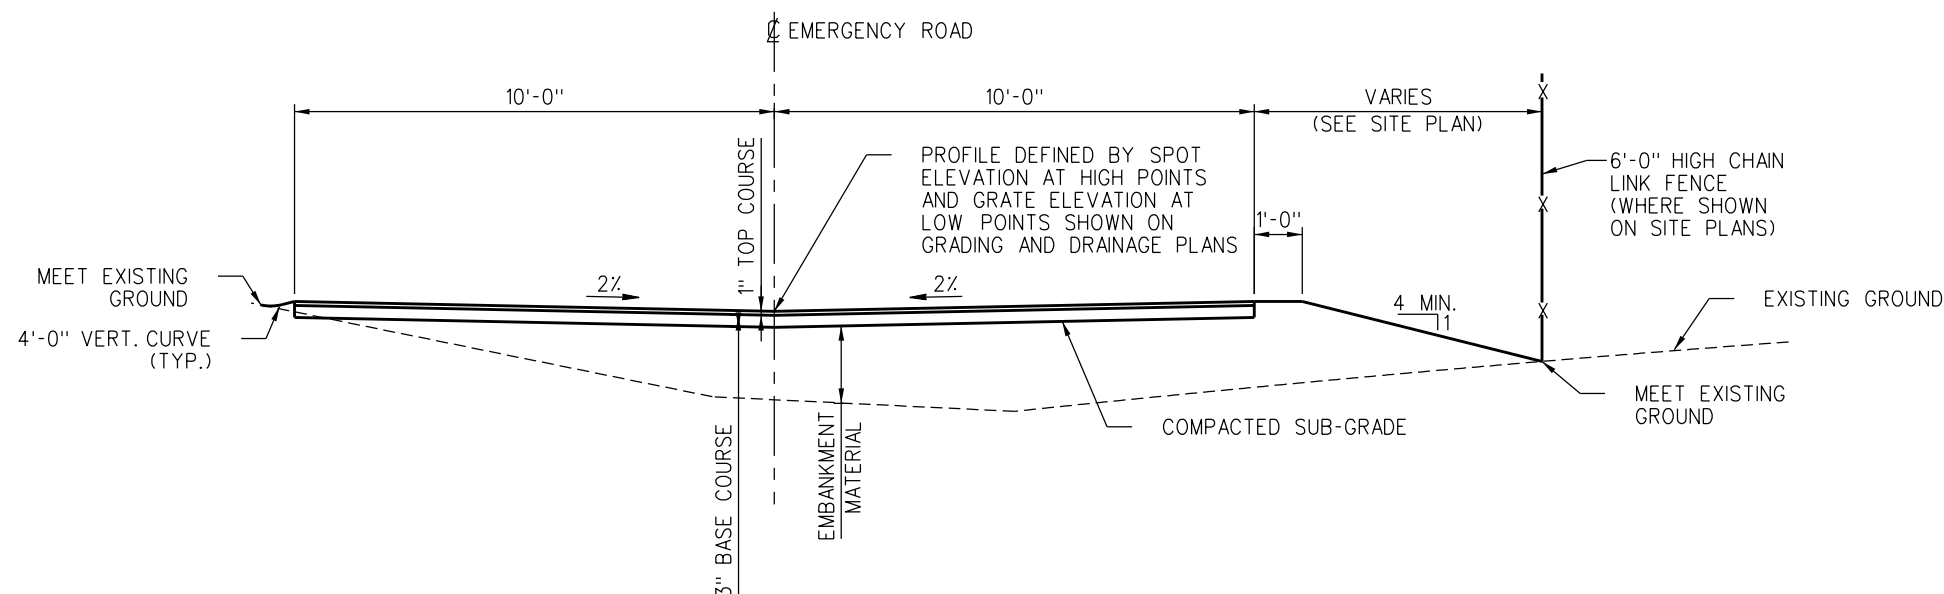 ℄ EMERGENCY ROAD
10'-0"
10'-0"
VARIES
(SEE SITE PLAN)
1" TOP COURSE
PROFILE DEFINED BY SPOT
ELEVATION AT HIGH POINTS
AND GRATE ELEVATION AT
LOW POINTS SHOWN ON
GRADING AND DRAINAGE PLANS
6'-0" HIGH CHAIN
LINK FENCE
(WHERE SHOWN
ON SITE PLANS)
1'-0"
MEET EXISTING
GROUND
2%
2%
4 MIN.
1
EXISTING GROUND
4'-0" VERT. CURVE
(TYP.)
MEET EXISTING
GROUND
COMPACTED SUB-GRADE
3" BASE COURSE
EMBANKMENT
MATERIAL
X
X
X